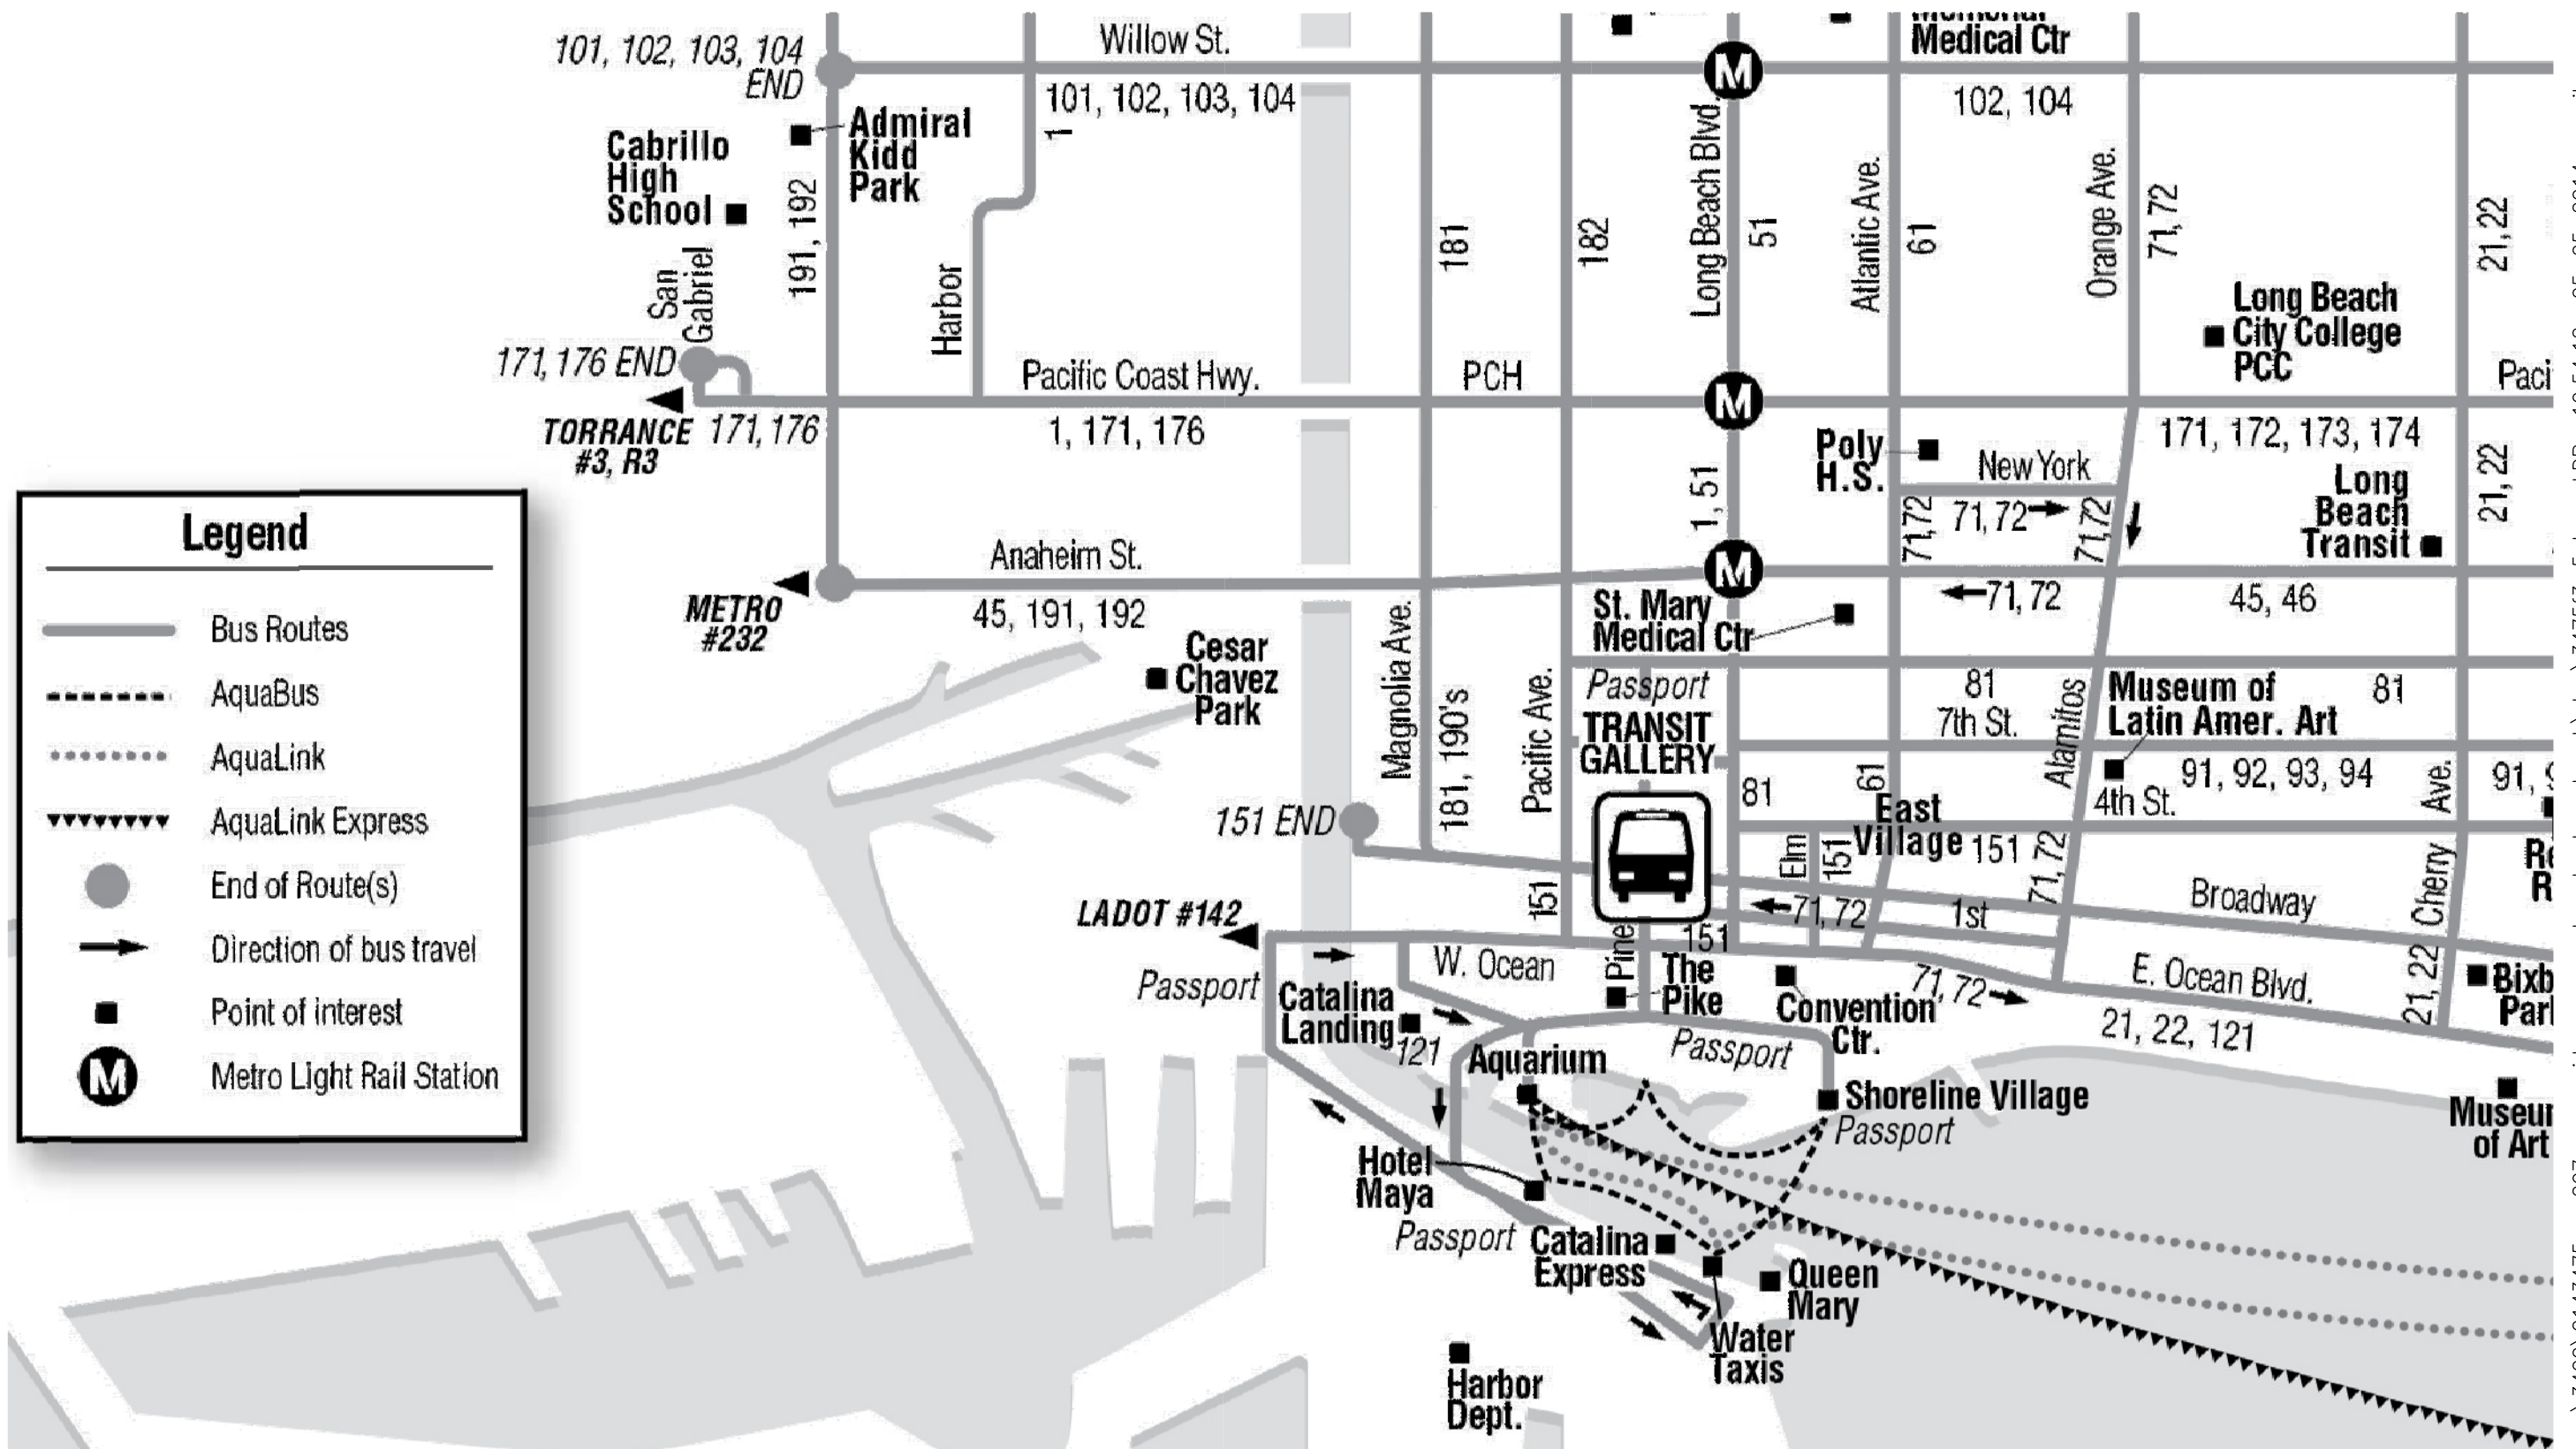 Willow St.
101, 102, 103, 104
END
101, 102, 103, 104
Medical Ctr
102, 104
Admiral
Kidd
Park
Cabrillo
High
School
191, 192
1
Harbor
San
Gabriel
171, 176 END
TORRANCE
#3, R3
171, 176
Pacific Coast Hwy.
1, 171, 176
PCH
181
182
Long Beach Blvd.
51
Atlantic Ave.
61
Orange Ave.
71, 72
21, 22
Long Beach
City College
PCC
Paci
171, 172, 173, 174
Poly
H.S.
New York
71, 72
71, 72
71, 72
1, 51
Long
Beach
Transit
21, 22
Anaheim St.
45, 191, 192
METRO
#232
71, 72
45, 46
St. Mary
Medical Ctr
Cesar
Chavez
Park
Magnolia Ave.
181, 190's
Pacific Ave.
Passport
TRANSIT
GALLERY
81
7th St.
81
Alamitos
Museum of
Latin Amer. Art
91, 92, 93, 94
4th St.
Ave.
91,
81
61
East
Village
151
Elm
151
71, 72
151 END
151
Broadway
Cherry
LADOT #142
71, 72
1st
151
Passport
W. Ocean
Pine
The
Pike
Catalina
Landing
121
Convention
Ctr.
71, 72
E. Ocean Blvd.
21, 22, 121
21, 22
Bixb
Park
Aquarium
Passport
Shoreline Village
Passport
Museum
of Art
Hotel
Maya
Passport
Catalina
Express
Queen
Mary
Water
Taxis
Harbor
Dept.
Legend
Bus Routes
AquaBus
AquaLink
AquaLink Express
End of Route(s)
Direction of bus travel
Point of interest
M Metro Light Rail Station
M
M
M